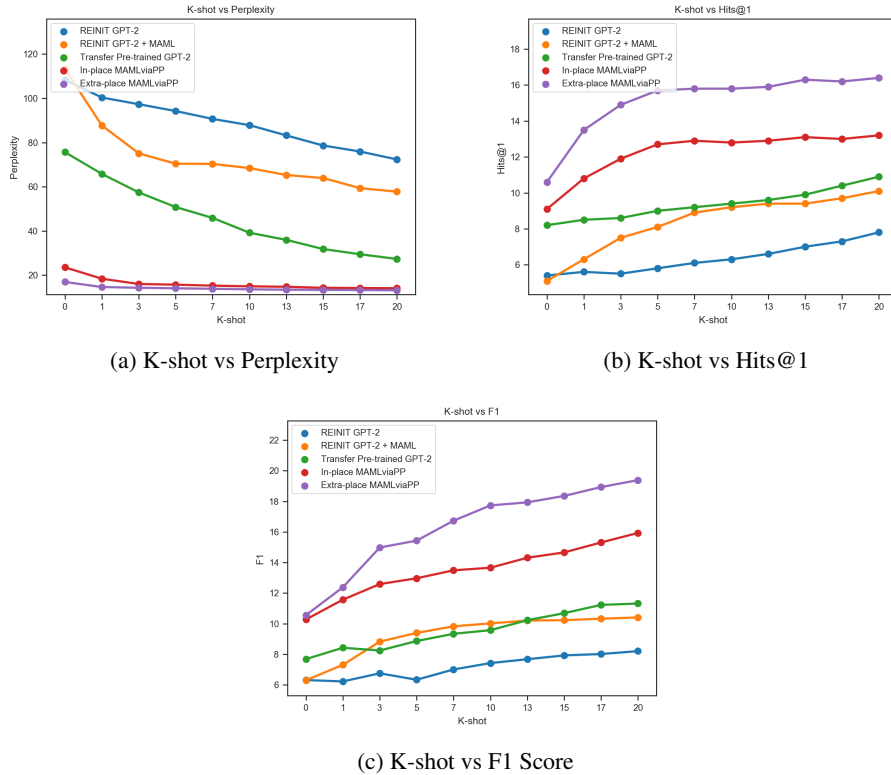 K-shot vs Perplexity
REINIT GPT-2
REINIT GPT-2 + MAML
Transfer Pre-trained GPT-2
In-place MAMLviaPP
Extra-place MAMLviaPP
120
100
80
60
40
20
Perplexity
0 1 3 5 7 10 13 15 17 20
K-shot
(a) K-shot vs Perplexity
K-shot vs Hits@1
REINIT GPT-2
REINIT GPT-2 + MAML
Transfer Pre-trained GPT-2
In-place MAMLviaPP
Extra-place MAMLviaPP
18
16
14
12
10
8
6
Hits@1
0 1 3 5 7 10 13 15 17 20
K-shot
(b) K-shot vs Hits@1
K-shot vs F1
REINIT GPT-2
REINIT GPT-2 + MAML
Transfer Pre-trained GPT-2
In-place MAMLviaPP
Extra-place MAMLviaPP
22
20
18
16
14
12
10
8
6
F1
0 1 3 5 7 10 13 15 17 20
K-shot
(c) K-shot vs F1 Score